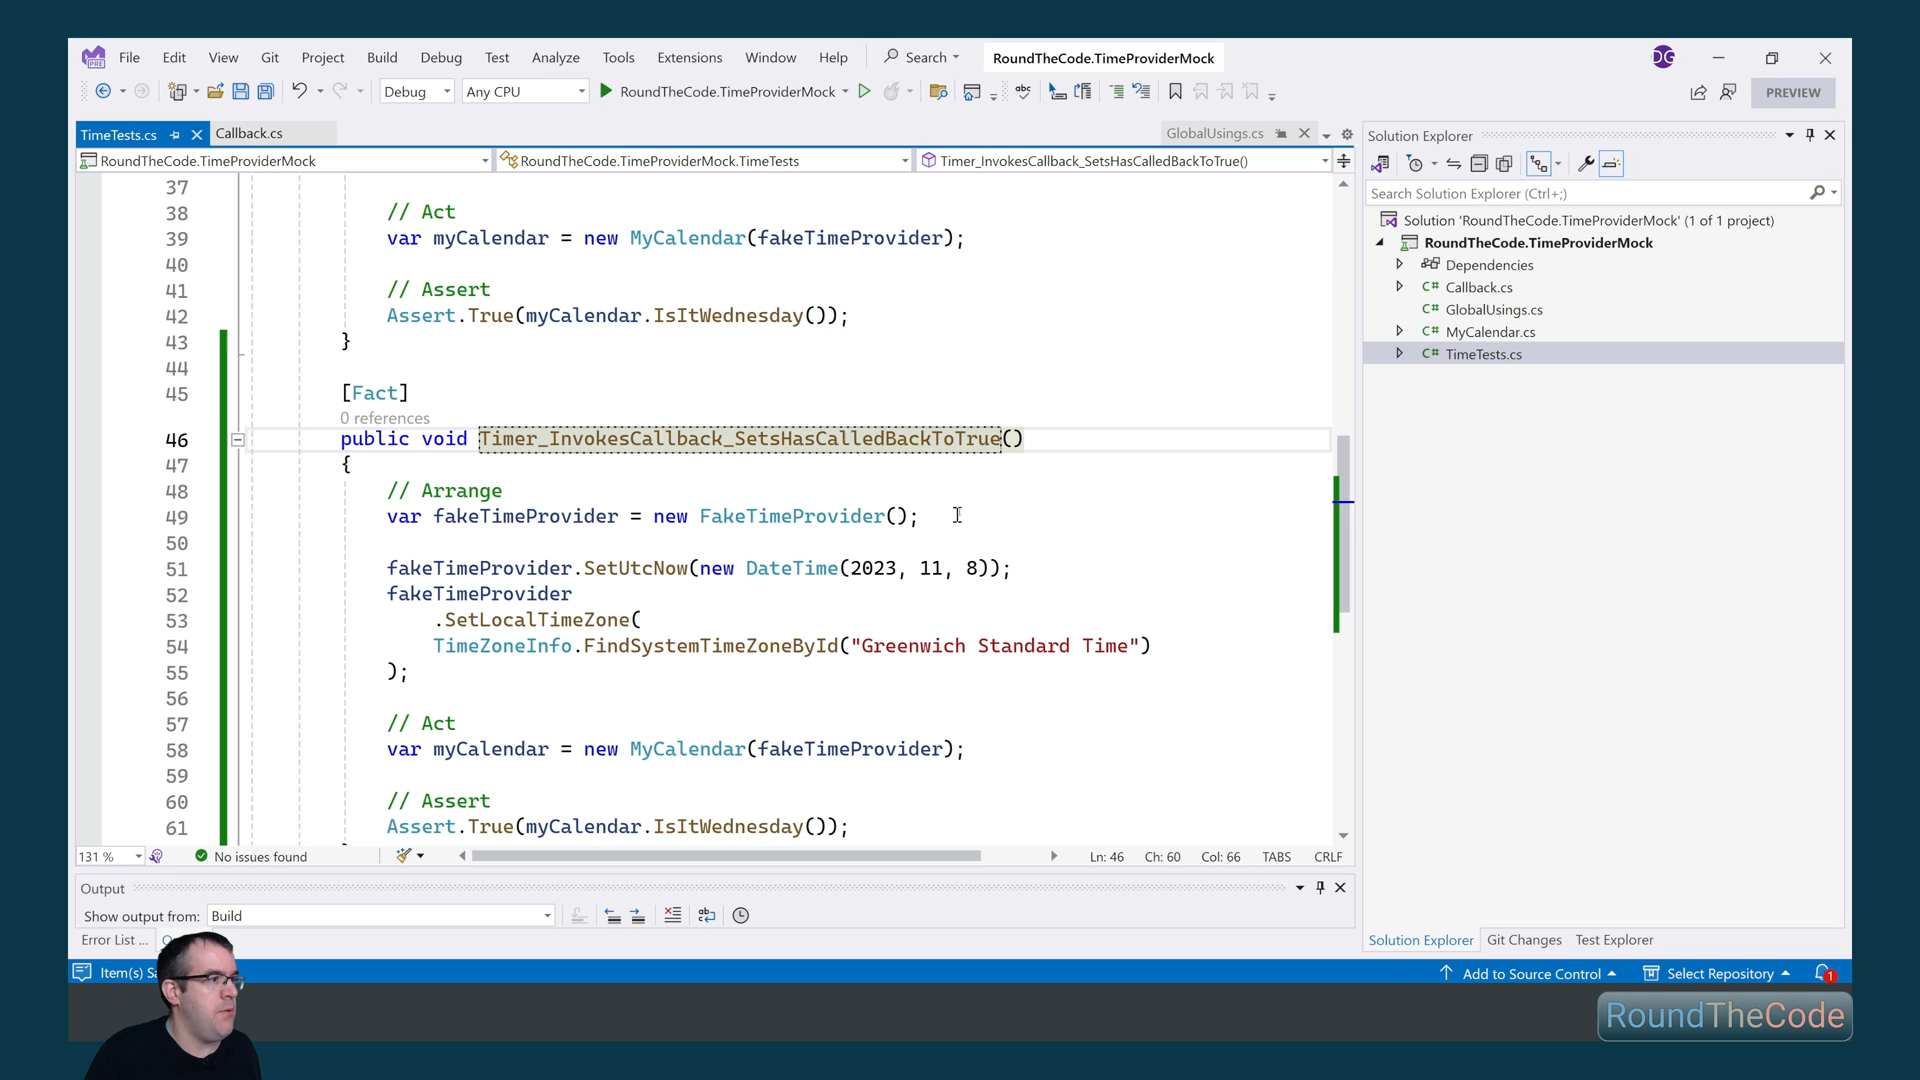 File Edit View Git Project Build Debug Test Analyze Tools Extensions Window Help Search RoundTheCode.TimeProviderMock DG
Debug Any CPU RoundTheCode.TimeProviderMock PREVIEW
TimeTests.cs Callback.cs GlobalUsings.cs
RoundTheCode.TimeProviderMock RoundTheCode.TimeProviderMock.TimeTests Timer_InvokesCallback_SetsHasCalledBackToTrue()
37
38 // Act
39 var myCalendar = new MyCalendar(fakeTimeProvider);
40
41 // Assert
42 Assert.True(myCalendar.IsItWednesday());
43 }
44
45 [Fact]
0 references
46 public void Timer_InvokesCallback_SetsHasCalledBackToTrue()
47 {
48 // Arrange
49 var fakeTimeProvider = new FakeTimeProvider();
50
51 fakeTimeProvider.SetUtcNow(new DateTime(2023, 11, 8));
52 fakeTimeProvider
53 .SetLocalTimeZone(
54 TimeZoneInfo.FindSystemTimeZoneById("Greenwich Standard Time")
55 );
56
57 // Act
58 var myCalendar = new MyCalendar(fakeTimeProvider);
59
60 // Assert
61 Assert.True(myCalendar.IsItWednesday());
131 % No issues found Ln: 46 Ch: 60 Col: 66 TABS CRLF
Output
Show output from: Build
Error List ...
Solution Explorer
Search Solution Explorer (Ctrl+;)
Solution 'RoundTheCode.TimeProviderMock' (1 of 1 project)
RoundTheCode.TimeProviderMock
Dependencies
C# Callback.cs
C# GlobalUsings.cs
C# MyCalendar.cs
C# TimeTests.cs
Solution Explorer Git Changes Test Explorer
Item(s) Add to Source Control Select Repository 1
RoundTheCode